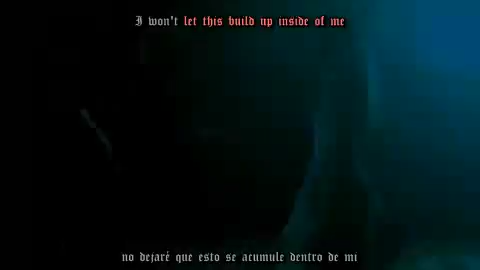 I won't let this build up inside of me
no dejaré que esto se acumule dentro de mi